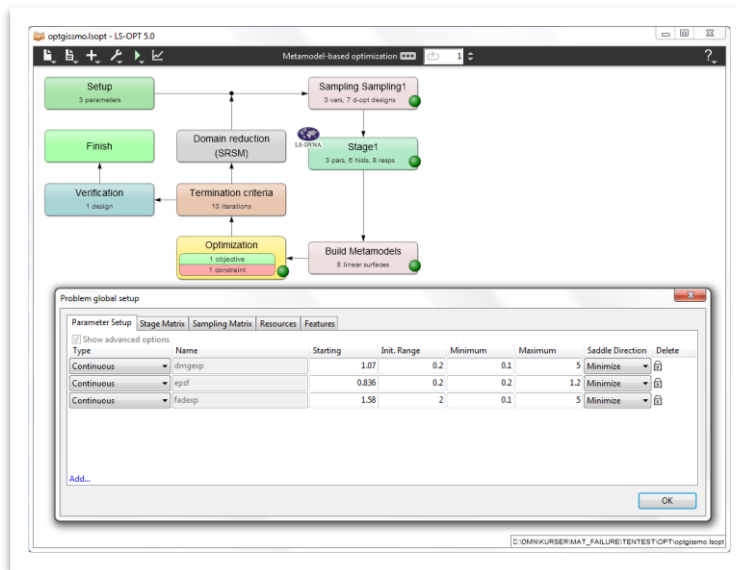 optgissmo.lsopt - LS-OPT 5.0
Metamodel-based optimization 1 ?
Setup
3 parameters
Sampling Sampling1
3 vars, 7 d-opt designs
Finish
Domain reduction
(SRSM)
LS-DYNA
Stage1
3 pars, 6 hists, 8 resps
Verification
1 design
Termination criteria
10 iterations
Optimization
1 objective
1 constraint
Build Metamodels
8 linear surfaces
Problem global setup
Parameter Setup Stage Matrix Sampling Matrix Resources Features
Show advanced options
Type Name Starting Init. Range Minimum Maximum Saddle Direction Delete
Continuous dmgexp 1.07 0.2 0.1 5 Minimize
Continuous epsf 0.836 0.2 0.2 1.2 Minimize
Continuous fadexp 1.58 2 0.1 5 Minimize
Add...
OK
C:\DMN\KURSER\MAT_FAILURE\TENTEST\OPT\optgissmo.lsopt